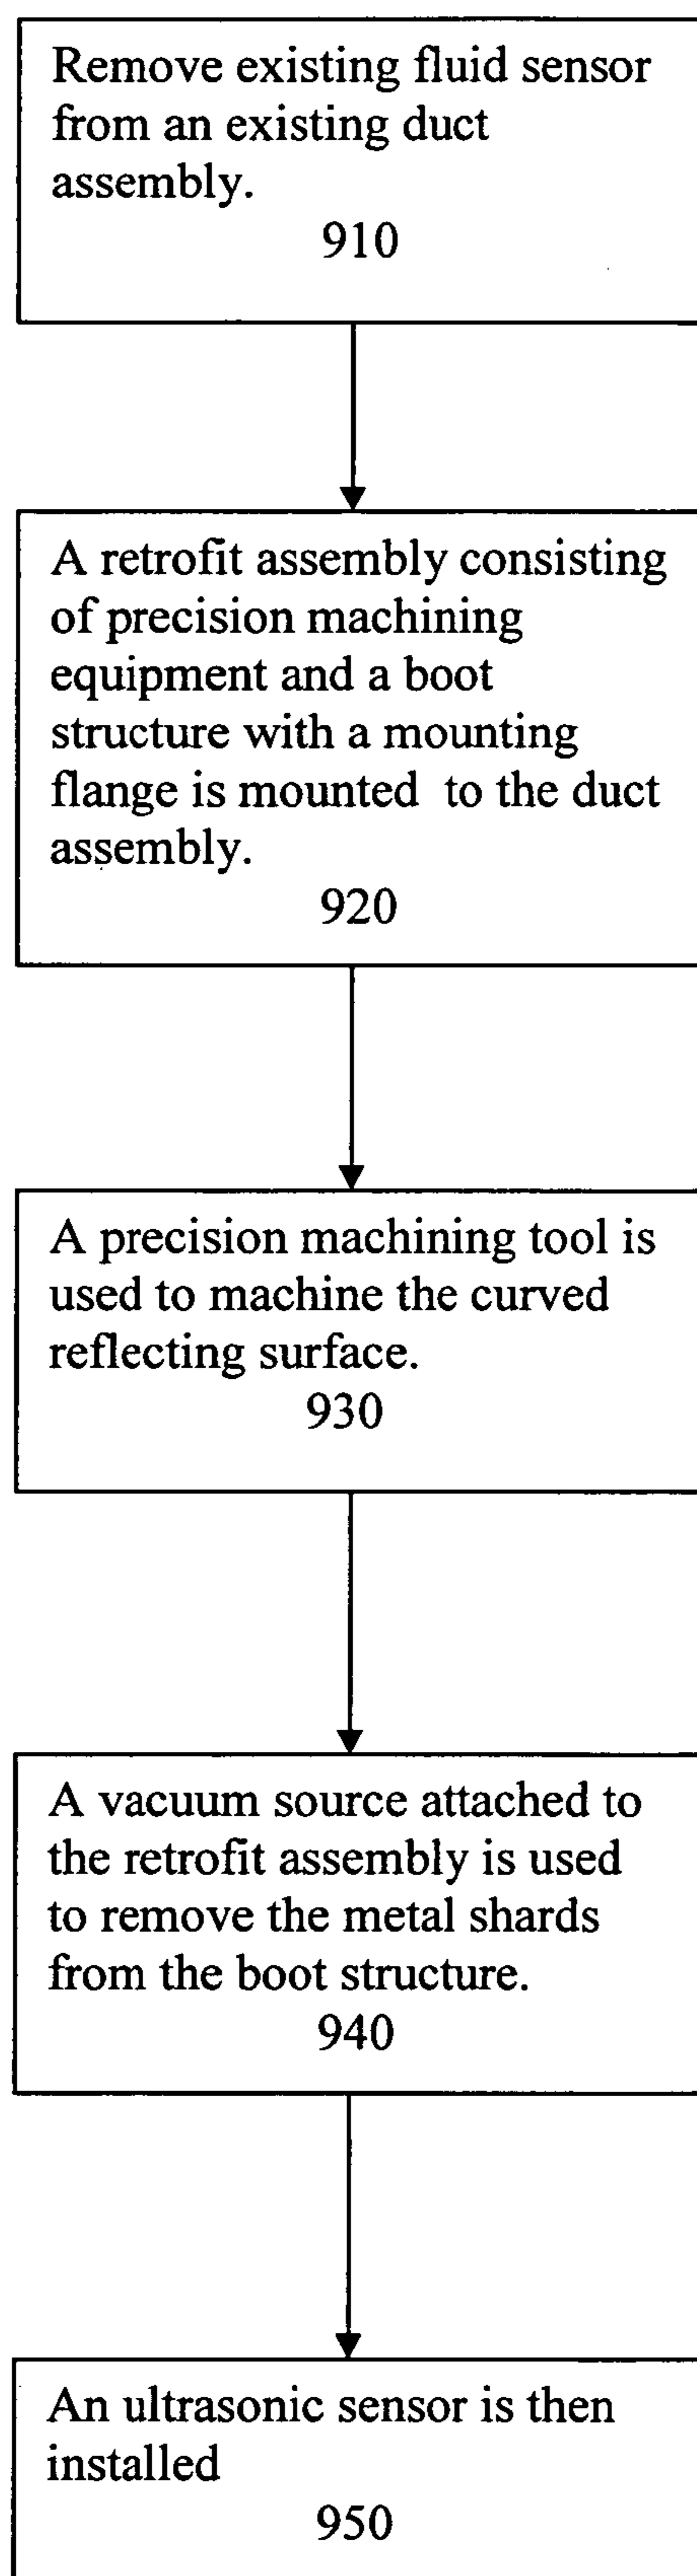 Remove existing fluid sensor
from an existing duct
assembly.
910
A retrofit assembly consisting
of precision machining
equipment and a boot
structure with a mounting
flange is mounted to the duct
assembly.
920
A precision machining tool is
used to machine the curved
reflecting surface.
930
A vacuum source attached to
the retrofit assembly is used
to remove the metal shards
from the boot structure.
940
An ultrasonic sensor is then
installed
950